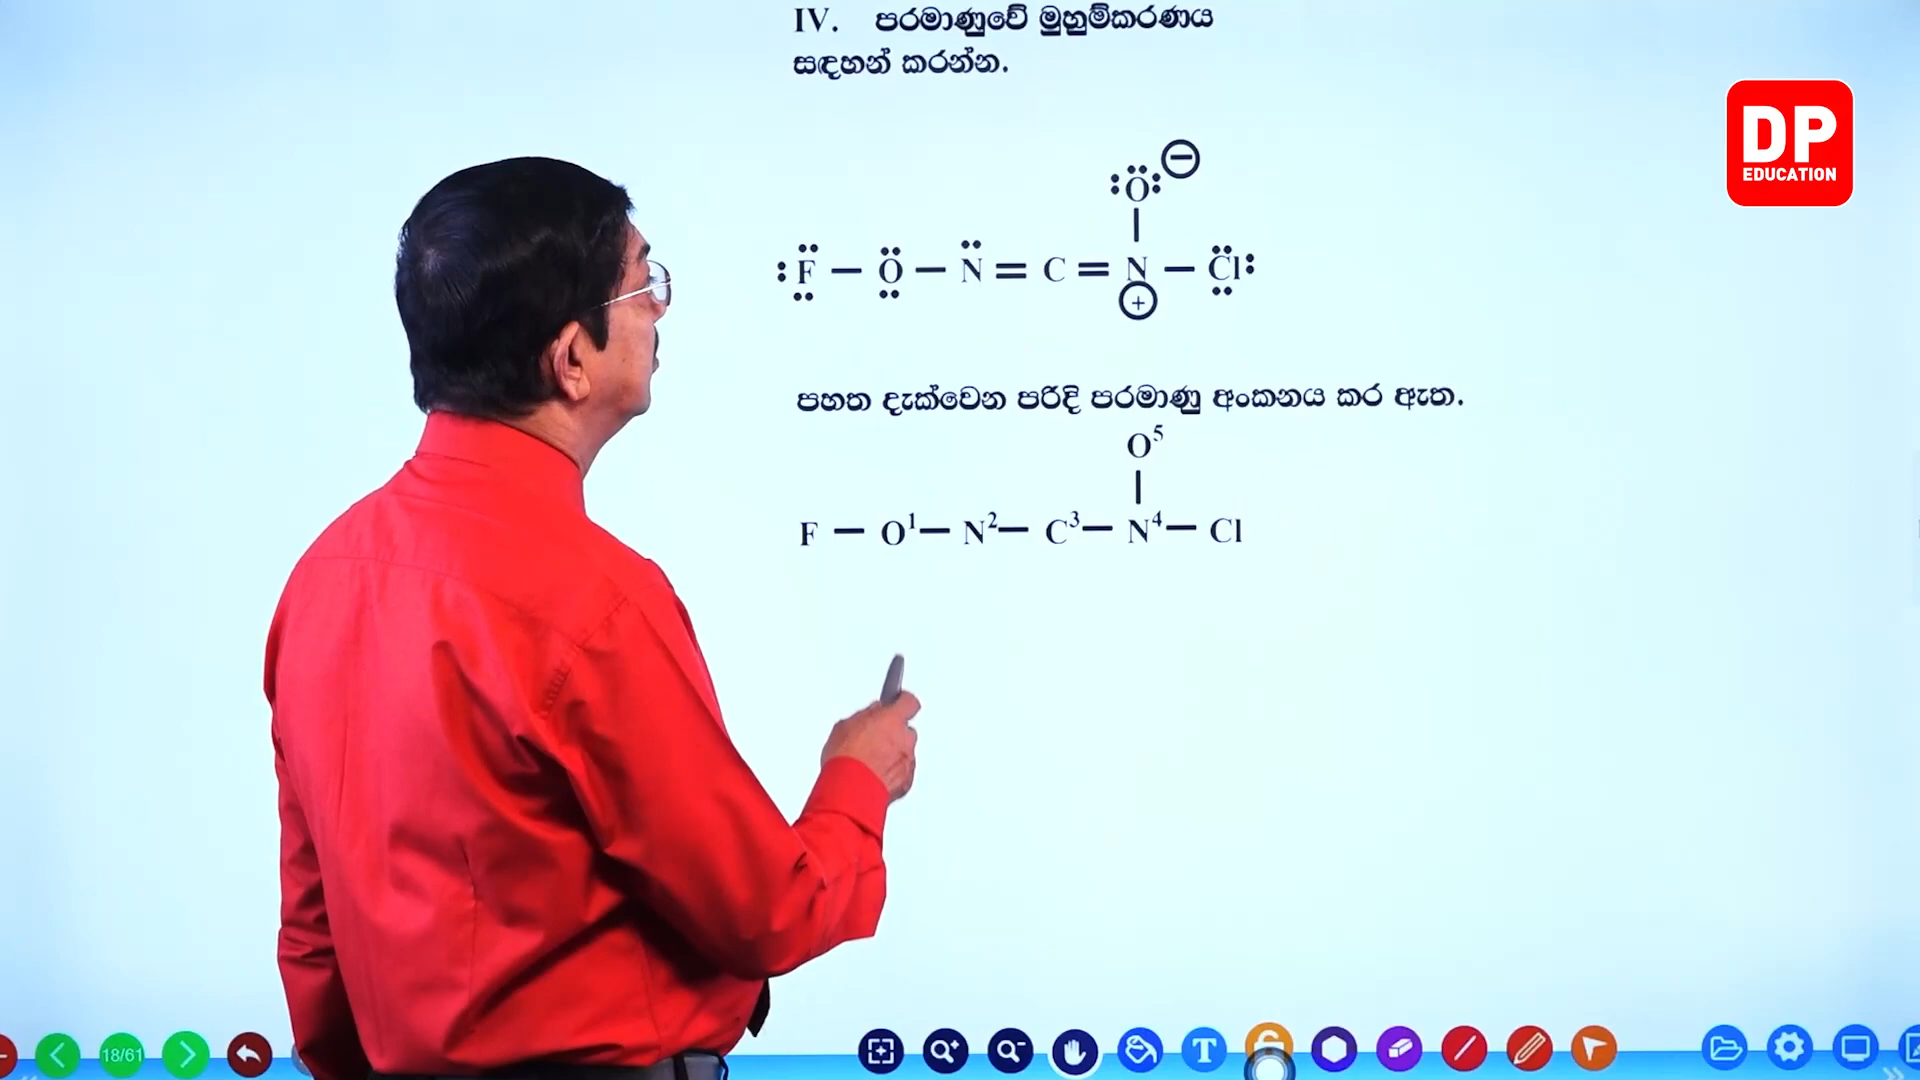 IV. පරමාණුවේ මුහුම්කරණය
සඳහන් කරන්න.
DP
EDUCATION
:Ö: ⊖
:F — O — N = C = N — Cl:
⊕
පහත දැක්වෙන පරිදි පරමාණු අංකනය කර ඇත.
O⁵
F — O¹— N²— C³— N⁴— Cl
18/61
T